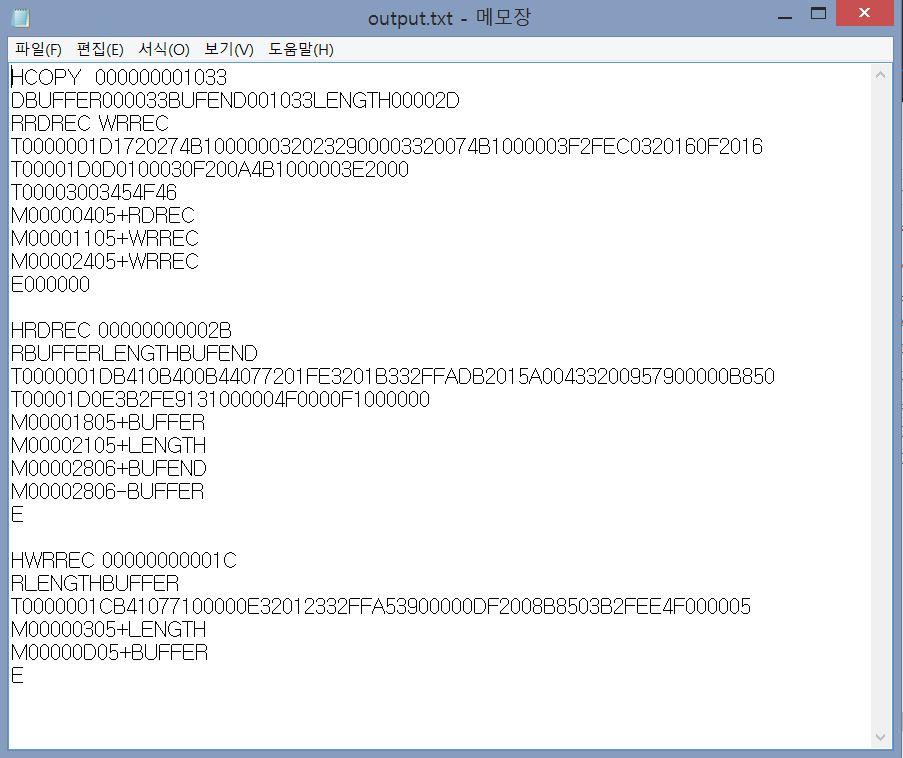 output.txt - 메모장
파일(F) 편집(E) 서식(O) 보기(V) 도움말(H)
HCOPY  000000001033
DBUFFER000033BUFEND001033LENGTH00002D
RRDREC WRREC
T0000001D1720274B1000000320232900003320074B1000003F2FEC0320160F2016
T00001D0D0100030F200A4B1000003E2000
T00003003454F46
M00000405+RDREC
M00001105+WRREC
M00002405+WRREC
E000000
HRDREC 00000000002B
RBUFFERLENGTHBUFEND
T0000001DB410B400B44077201FE3201B332FFADB2015A00433200957900000B850
T00001D0E3B2FE9131000004F0000F1000000
M00001805+BUFFER
M00002105+LENGTH
M00002806+BUFEND
M00002806-BUFFER
E
HWRREC 00000000001C
RLENGTHBUFFER
T0000001CB41077100000E32012332FFA53900000DF2008B8503B2FEE4F000005
M00000305+LENGTH
M00000D05+BUFFER
E